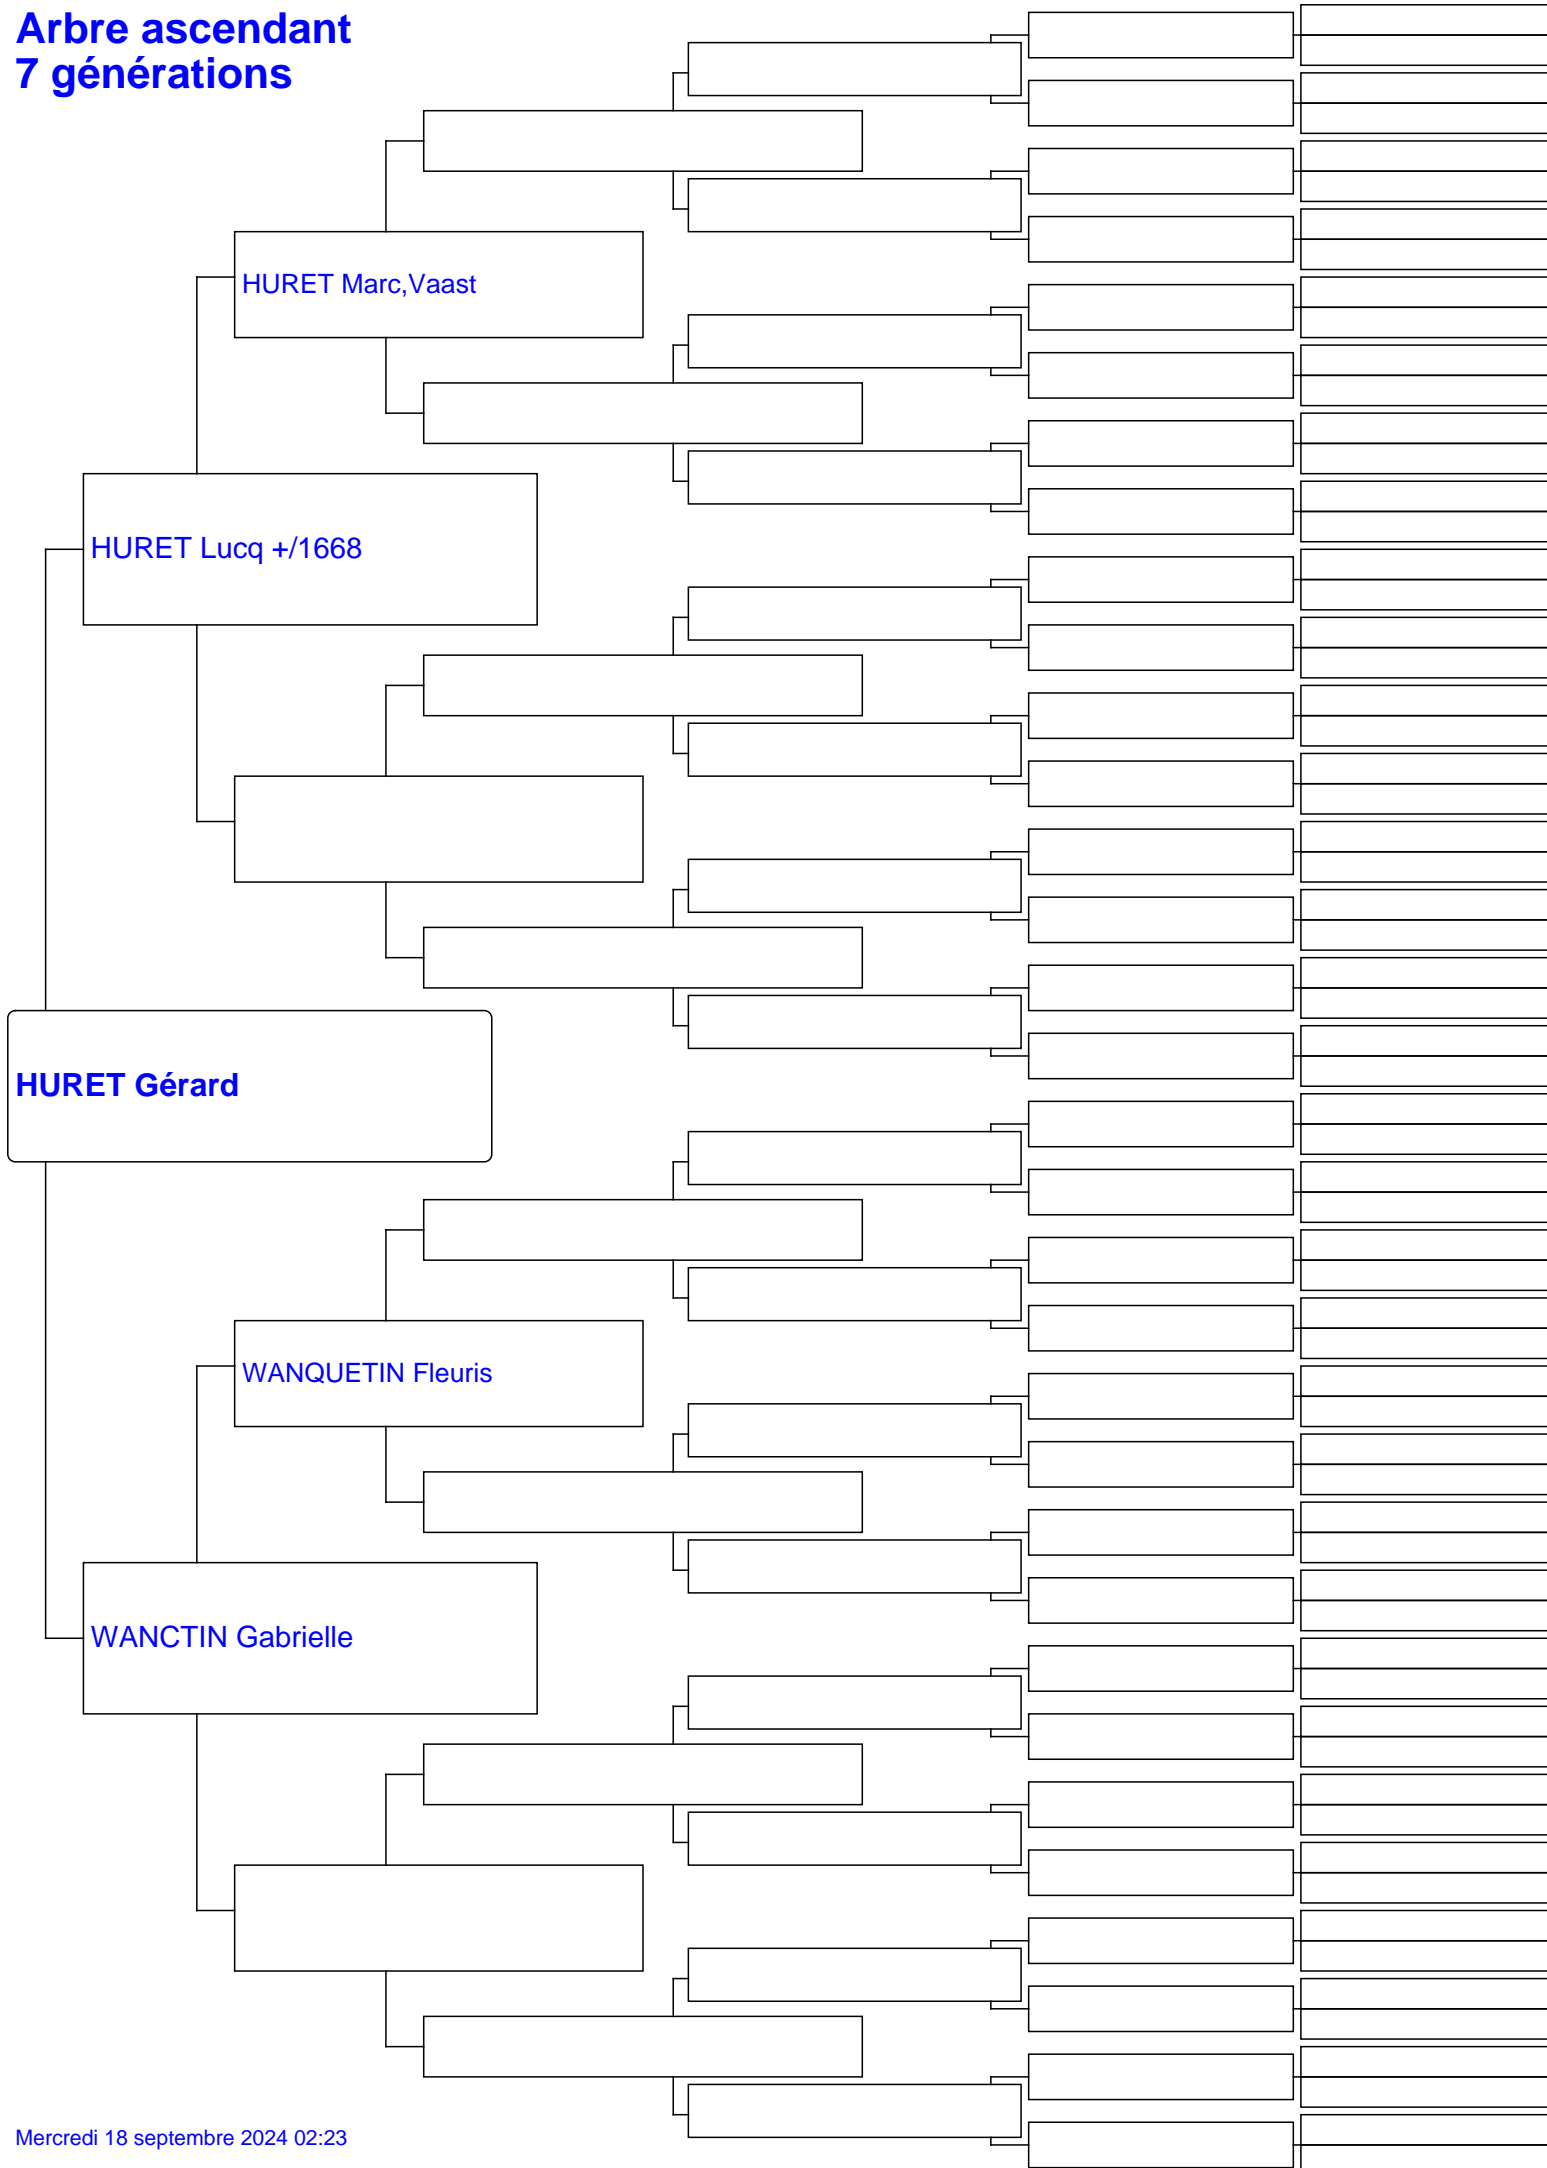 Arbre ascendant
7 générations
HURET Marc,Vaast
HURET Lucq +/1668
HURET Gérard
WANQUETIN Fleuris
WANCTIN Gabrielle
Mercredi 18 septembre 2024 02:23